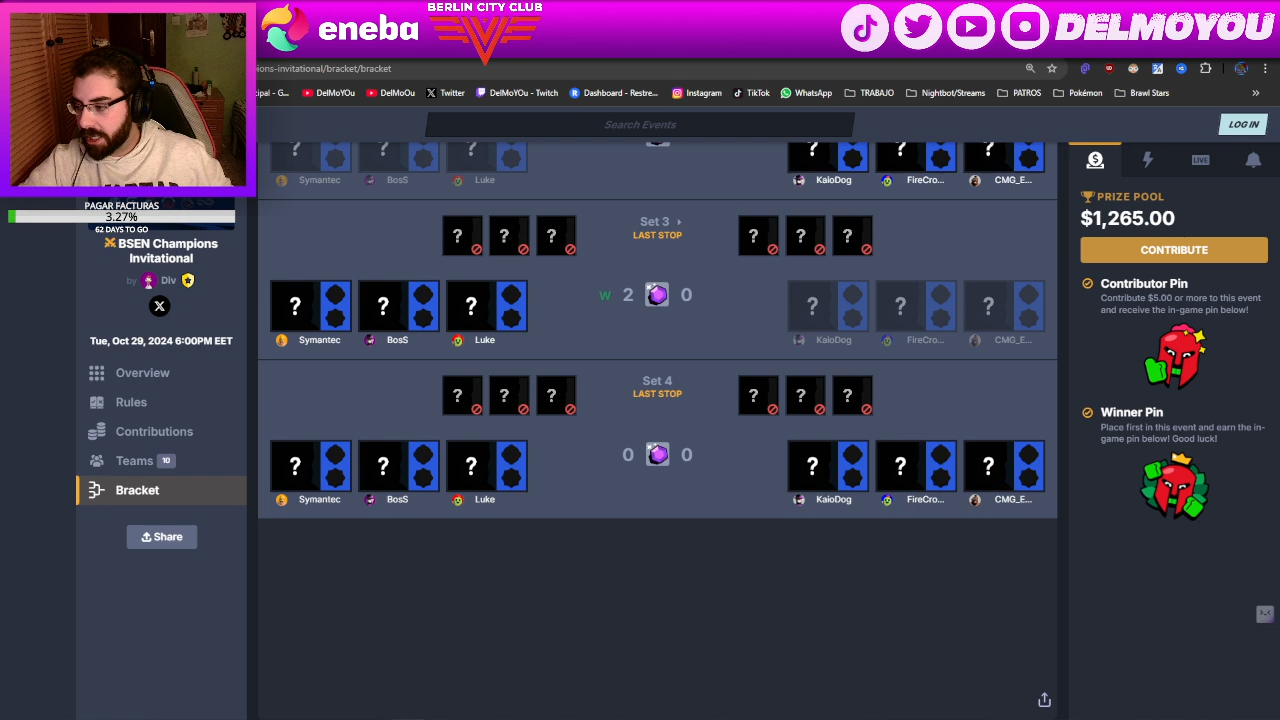 BERLIN CITY CLUB
eneba
DELMOYOU
ions-invitational/bracket/bracket
cipal - G...
DelMoYOu
DelMoOu
Twitter
DelMoYOu - Twitch
Dashboard - Restre...
Instagram
TikTok
WhatsApp
TRABAJO
Nightbot/Streams
PATROS
Pokémon
Brawl Stars
Search Events
LOG IN
PAGAR FACTURAS
3.27%
62 DAYS TO GO
BSEN Champions
Invitational
by Div
Tue, Oct 29, 2024 6:00PM EET
Overview
Rules
Contributions
Teams 10
Bracket
Share
Symantec BosS Luke
KaioDog FireCro... CMG_E...
Set 3
LAST STOP
W 2 0
Symantec BosS Luke
KaioDog FireCro... CMG_E...
Set 4
LAST STOP
0 0
Symantec BosS Luke
KaioDog FireCro... CMG_E...
LIVE
PRIZE POOL
$1,265.00
CONTRIBUTE
Contributor Pin
Contribute $5.00 or more to this event
and receive the in-game pin below!
Winner Pin
Place first in this event and earn the in-
game pin below! Good luck!